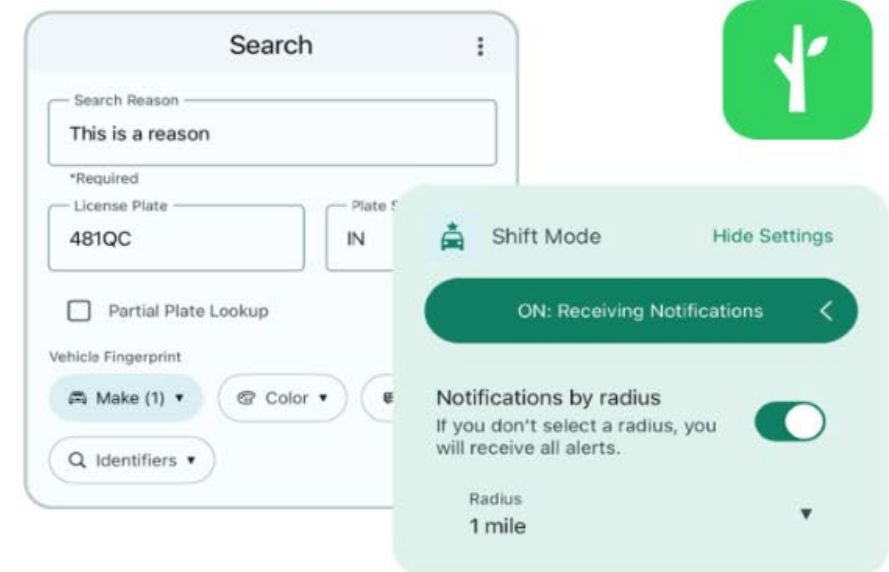 Search
Search Reason
This is a reason
*Required
License Plate
481QC
Plate S
IN
Partial Plate Lookup
Vehicle Fingerprint
Make (1)
Color
Identifiers
Shift Mode
Hide Settings
ON: Receiving Notifications
Notifications by radius
If you don't select a radius, you
will receive all alerts.
Radius
1 mile